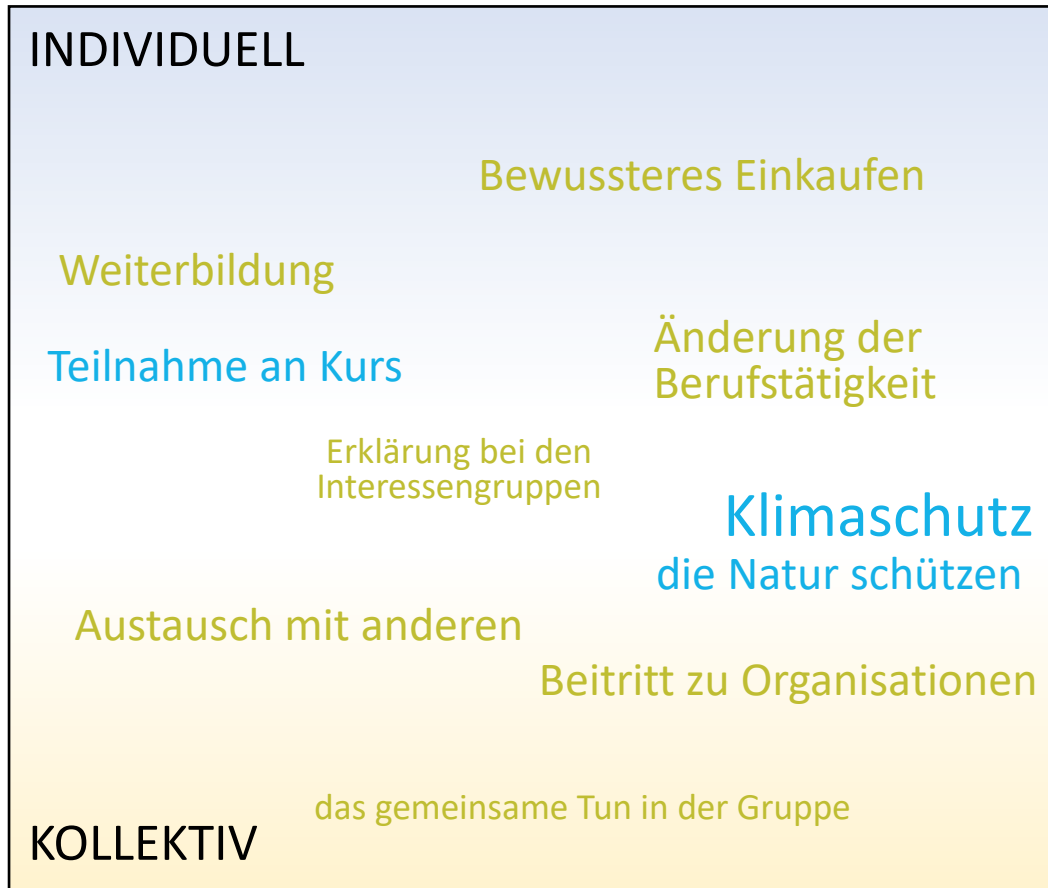 INDIVIDUELL
Bewussteres Einkaufen
Weiterbildung
Änderung der
Berufstätigkeit
Teilnahme an Kurs
Erklärung bei den
Interessengruppen
Klimaschutz
die Natur schützen
Austausch mit anderen
Beitritt zu Organisationen
das gemeinsame Tun in der Gruppe
KOLLEKTIV